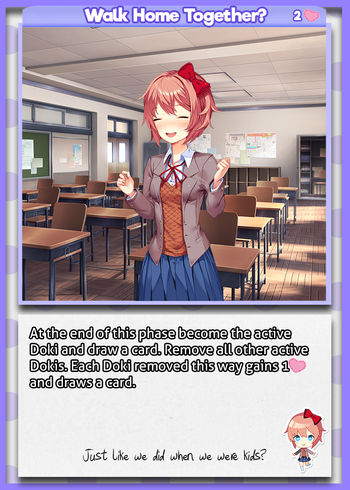 Walk Home Together? 2
At the end of this phase become the active
Doki and draw a card. Remove all other active
Dokis. Each Doki removed this way gains 1
and draws a card.
Just like we did when we were kids?